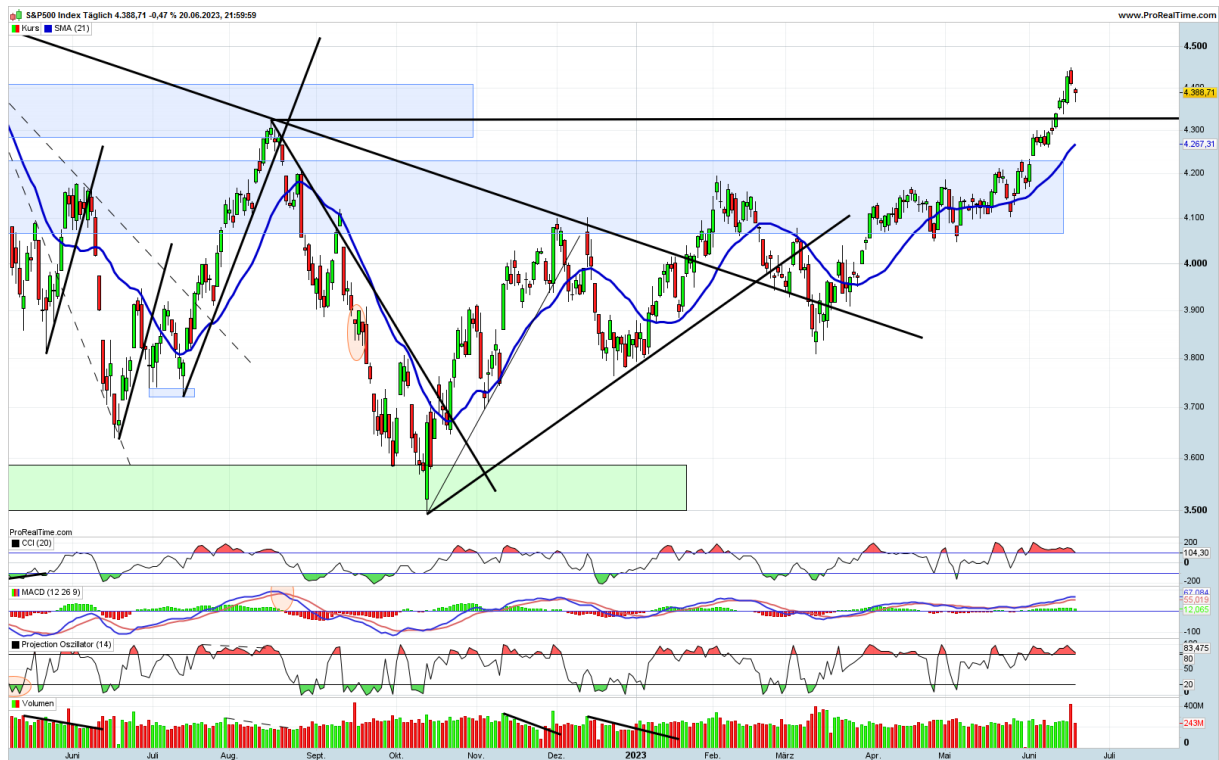 S&P500 Index Täglich 4.388,71 -0,47 % 20.06.2023, 21:59:59
www.ProRealTime.com
Kurs SMA (21)
4.500
4.388,71
4.300
4.267,31
4.200
4.100
4.000
3.900
3.800
3.700
3.600
3.500
ProRealTime.com
CCI (20)
200
104,30
0
-200
MACD (12 26 9)
67,084
55,019
12,065
-100
Projection Oszillator (14)
83,475
80
50
20
0
Volumen
400M
243M
0
Juni Juli Aug. Sept. Okt. Nov. Dez. 2023 Feb. März Apr. Mai Juni Juli